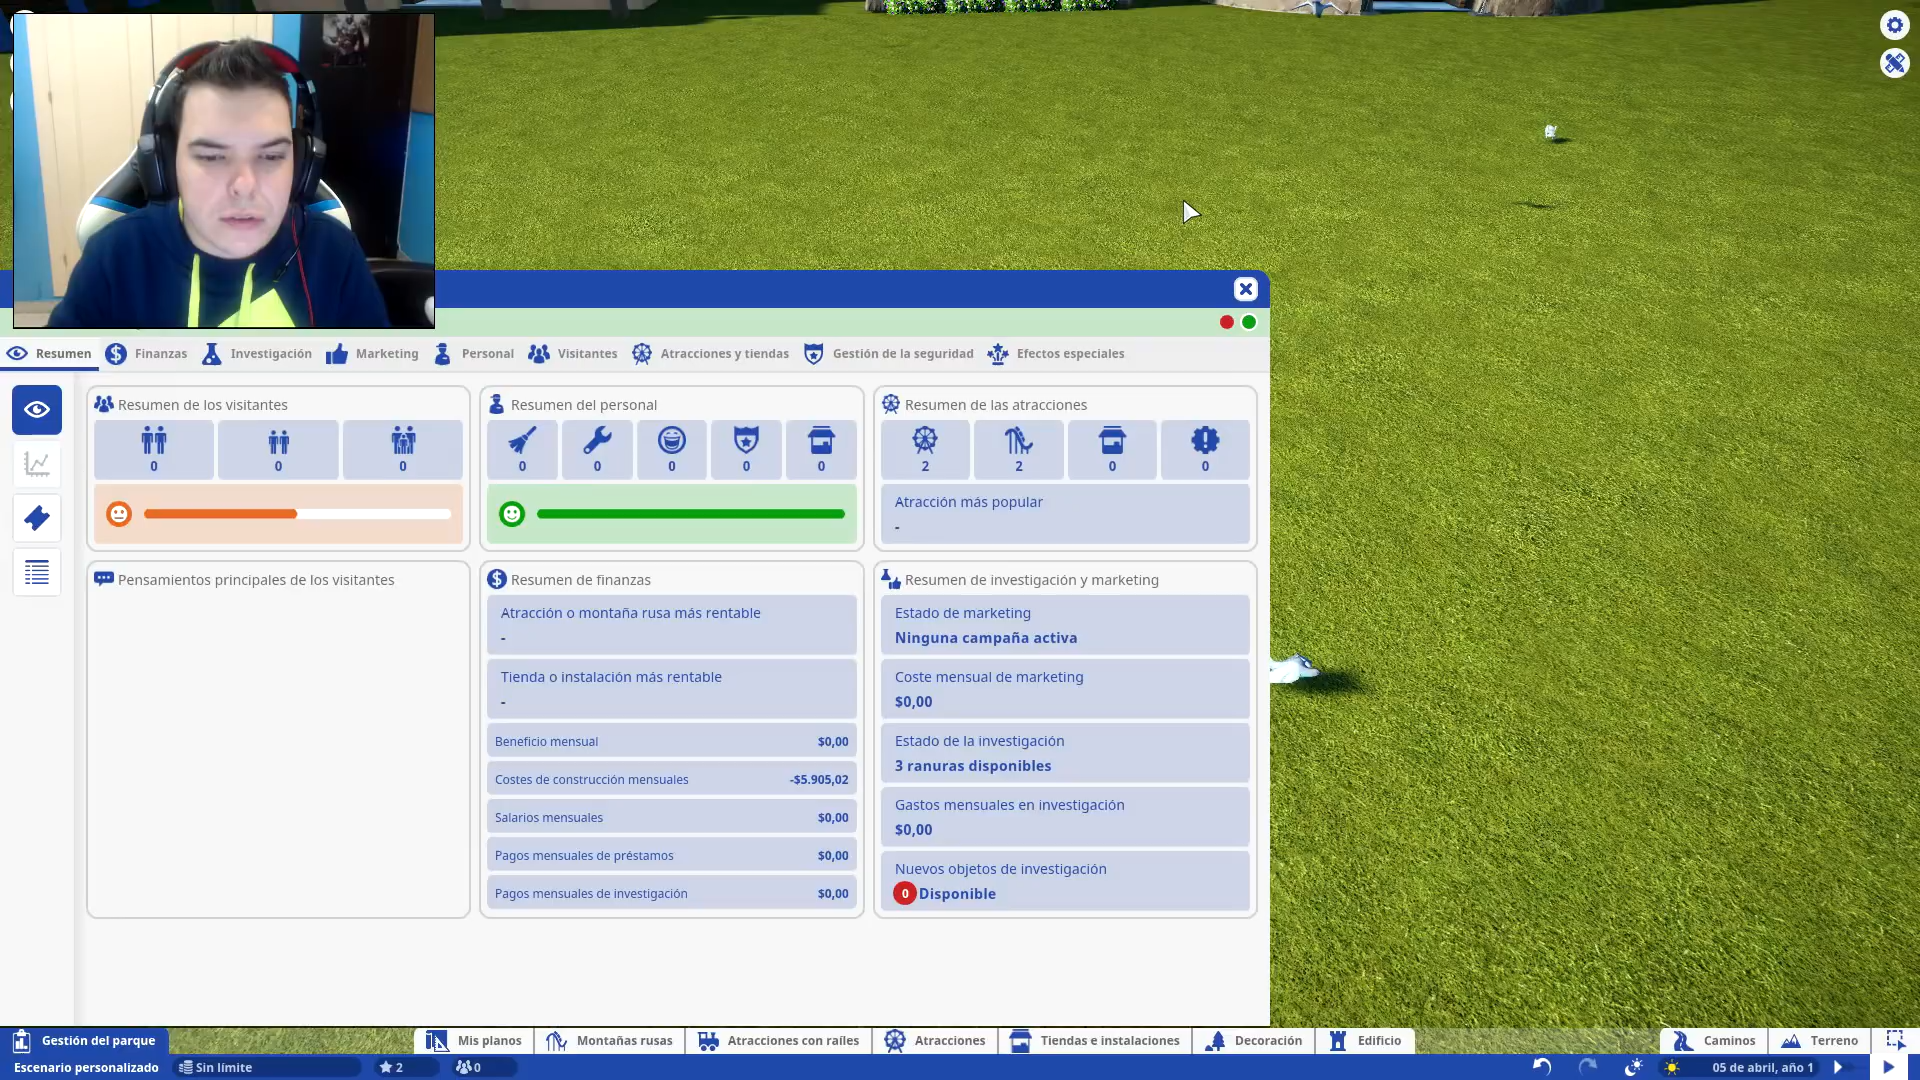 Resumen
Finanzas
Investigación
Marketing
Personal
Visitantes
Atracciones y tiendas
Gestión de la seguridad
Efectos especiales
Resumen de los visitantes
0
0
0
Resumen del personal
0
0
0
0
0
Resumen de las atracciones
2
2
0
0
Atracción más popular
-
Pensamientos principales de los visitantes
Resumen de finanzas
Atracción o montaña rusa más rentable
-
Tienda o instalación más rentable
-
Beneficio mensual $0,00
Costes de construcción mensuales -$5.905,02
Salarios mensuales $0,00
Pagos mensuales de préstamos $0,00
Pagos mensuales de investigación $0,00
Resumen de investigación y marketing
Estado de marketing
Ninguna campaña activa
Coste mensual de marketing
$0,00
Estado de la investigación
3 ranuras disponibles
Gastos mensuales en investigación
$0,00
Nuevos objetos de investigación
0 Disponible
Gestión del parque
Mis planos
Montañas rusas
Atracciones con raíles
Atracciones
Tiendas e instalaciones
Decoración
Edificio
Caminos
Terreno
Escenario personalizado
Sin límite
2
0
05 de abril, año 1